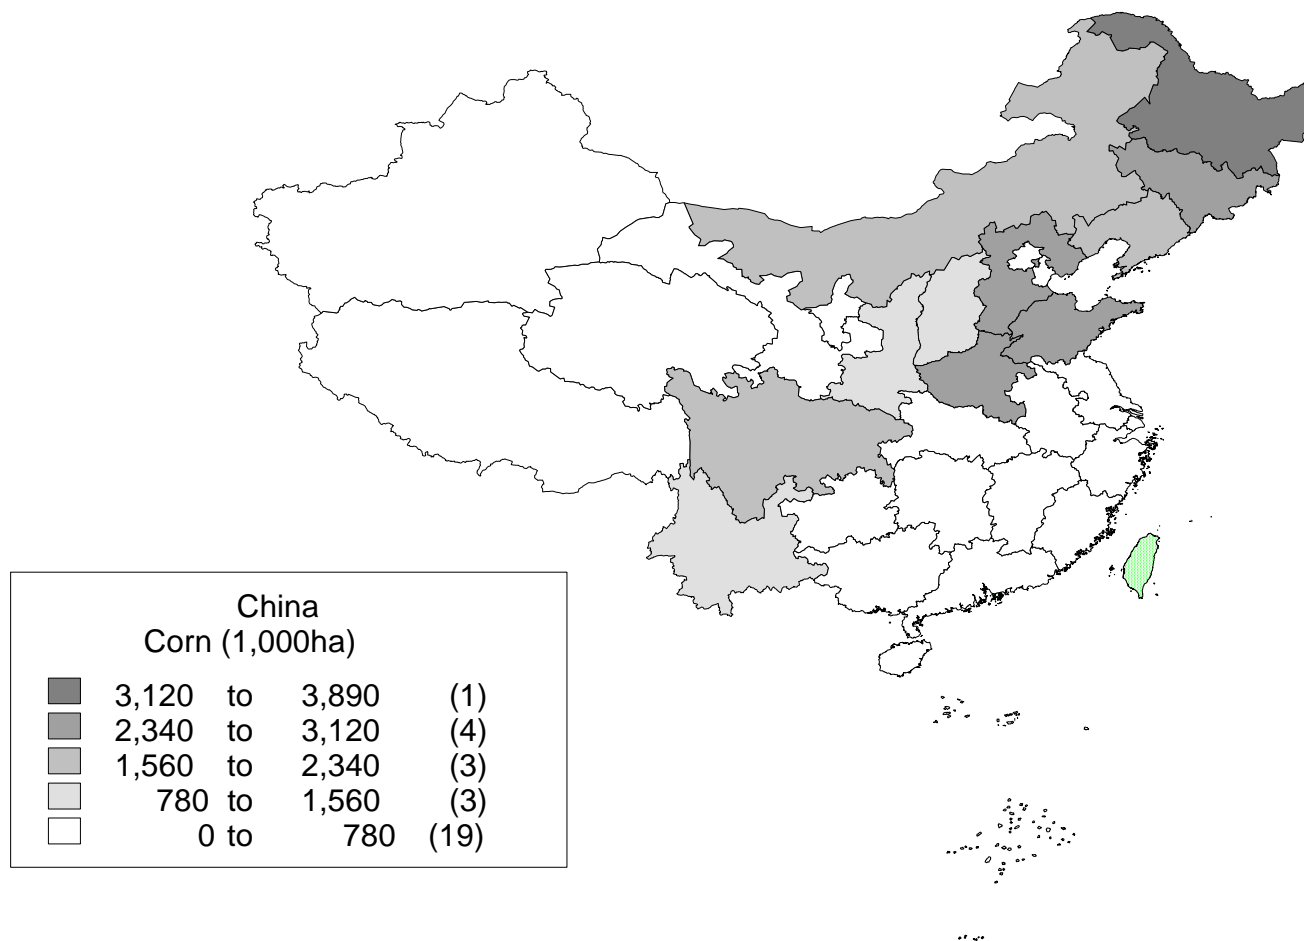 China
Corn (1,000ha)
3,120 to 3,890 (1)
2,340 to 3,120 (4)
1,560 to 2,340 (3)
780 to 1,560 (3)
0 to 780 (19)